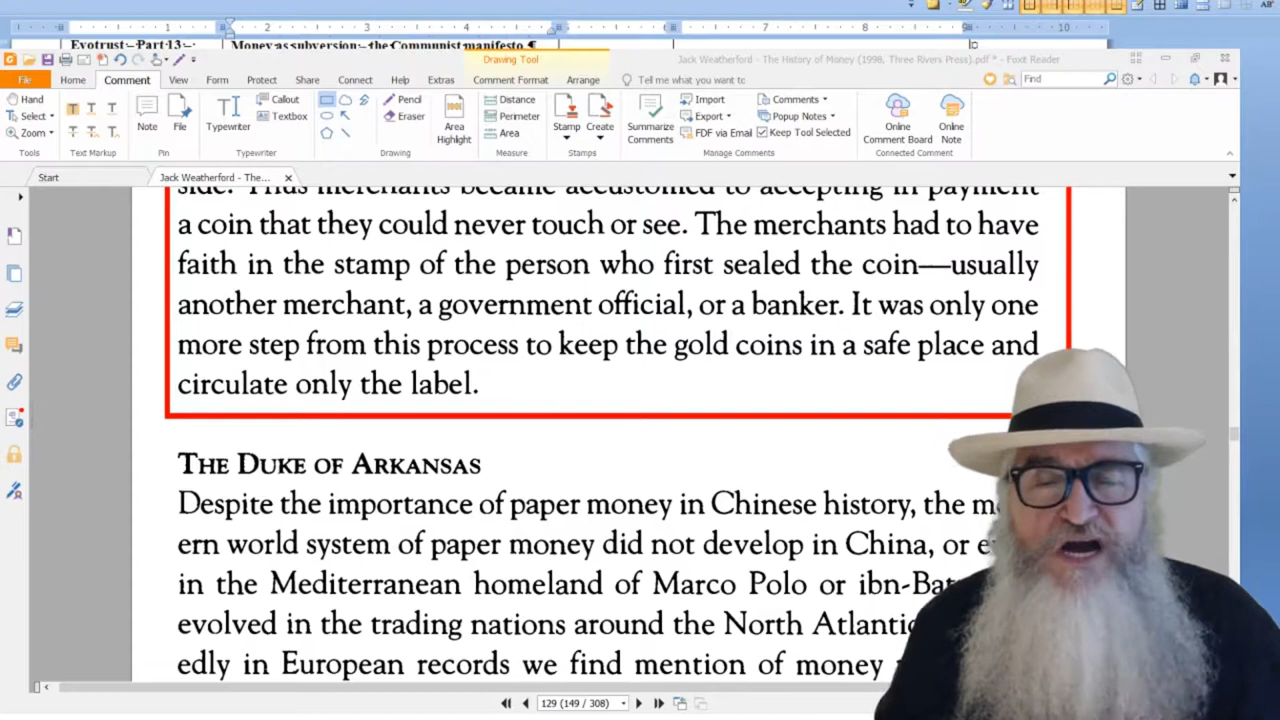 1 2 3 4 7 8 9 10
Evotrust – Part 13 –
Money as subversion – the Communist manifesto ¶
Drawing Tool
Jack Weatherford - The History of Money (1998, Three Rivers Press).pdf * - Foxit Reader
File Home Comment View Form Protect Share Connect Help Extras Comment Format Arrange Tell me what you want to Find
Hand
Select
Zoom
Tools
Text Markup
Note
File
Pin
Typewriter
Callout
Textbox
Typewriter
Pencil
Eraser
Drawing
Area
Highlight
Distance
Perimeter
Area
Measure
Stamp
Create
Stamps
Summarize
Comments
Import
Export
FDF via Email
Comments
Popup Notes
Keep Tool Selected
Manage Comments
Online
Comment Board
Online
Note
Connected Comment
Start
Jack Weatherford - The...
side. Thus merchants became accustomed to accepting in payment
a coin that they could never touch or see. The merchants had to have
faith in the stamp of the person who first sealed the coin—usually
another merchant, a government official, or a banker. It was only one
more step from this process to keep the gold coins in a safe place and
circulate only the label.
THE DUKE OF ARKANSAS
Despite the importance of paper money in Chinese history, the
ern world system of paper money did not develop in China, or
in the Mediterranean homeland of Marco Polo or
evolved in the trading nations around the North
edly in European records we find mention of money
129 (149 / 308)